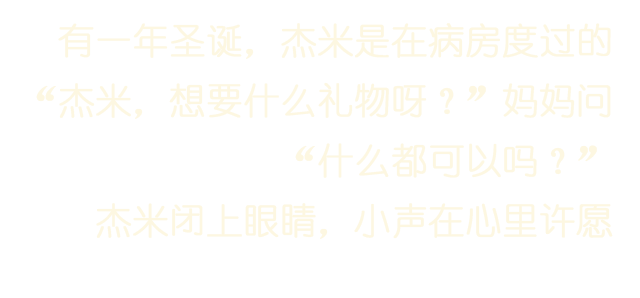 有一年圣诞，杰米是在病房度过的
“杰米，想要什么礼物呀？”妈妈问
“什么都可以吗？”
杰米闭上眼睛，小声在心里许愿